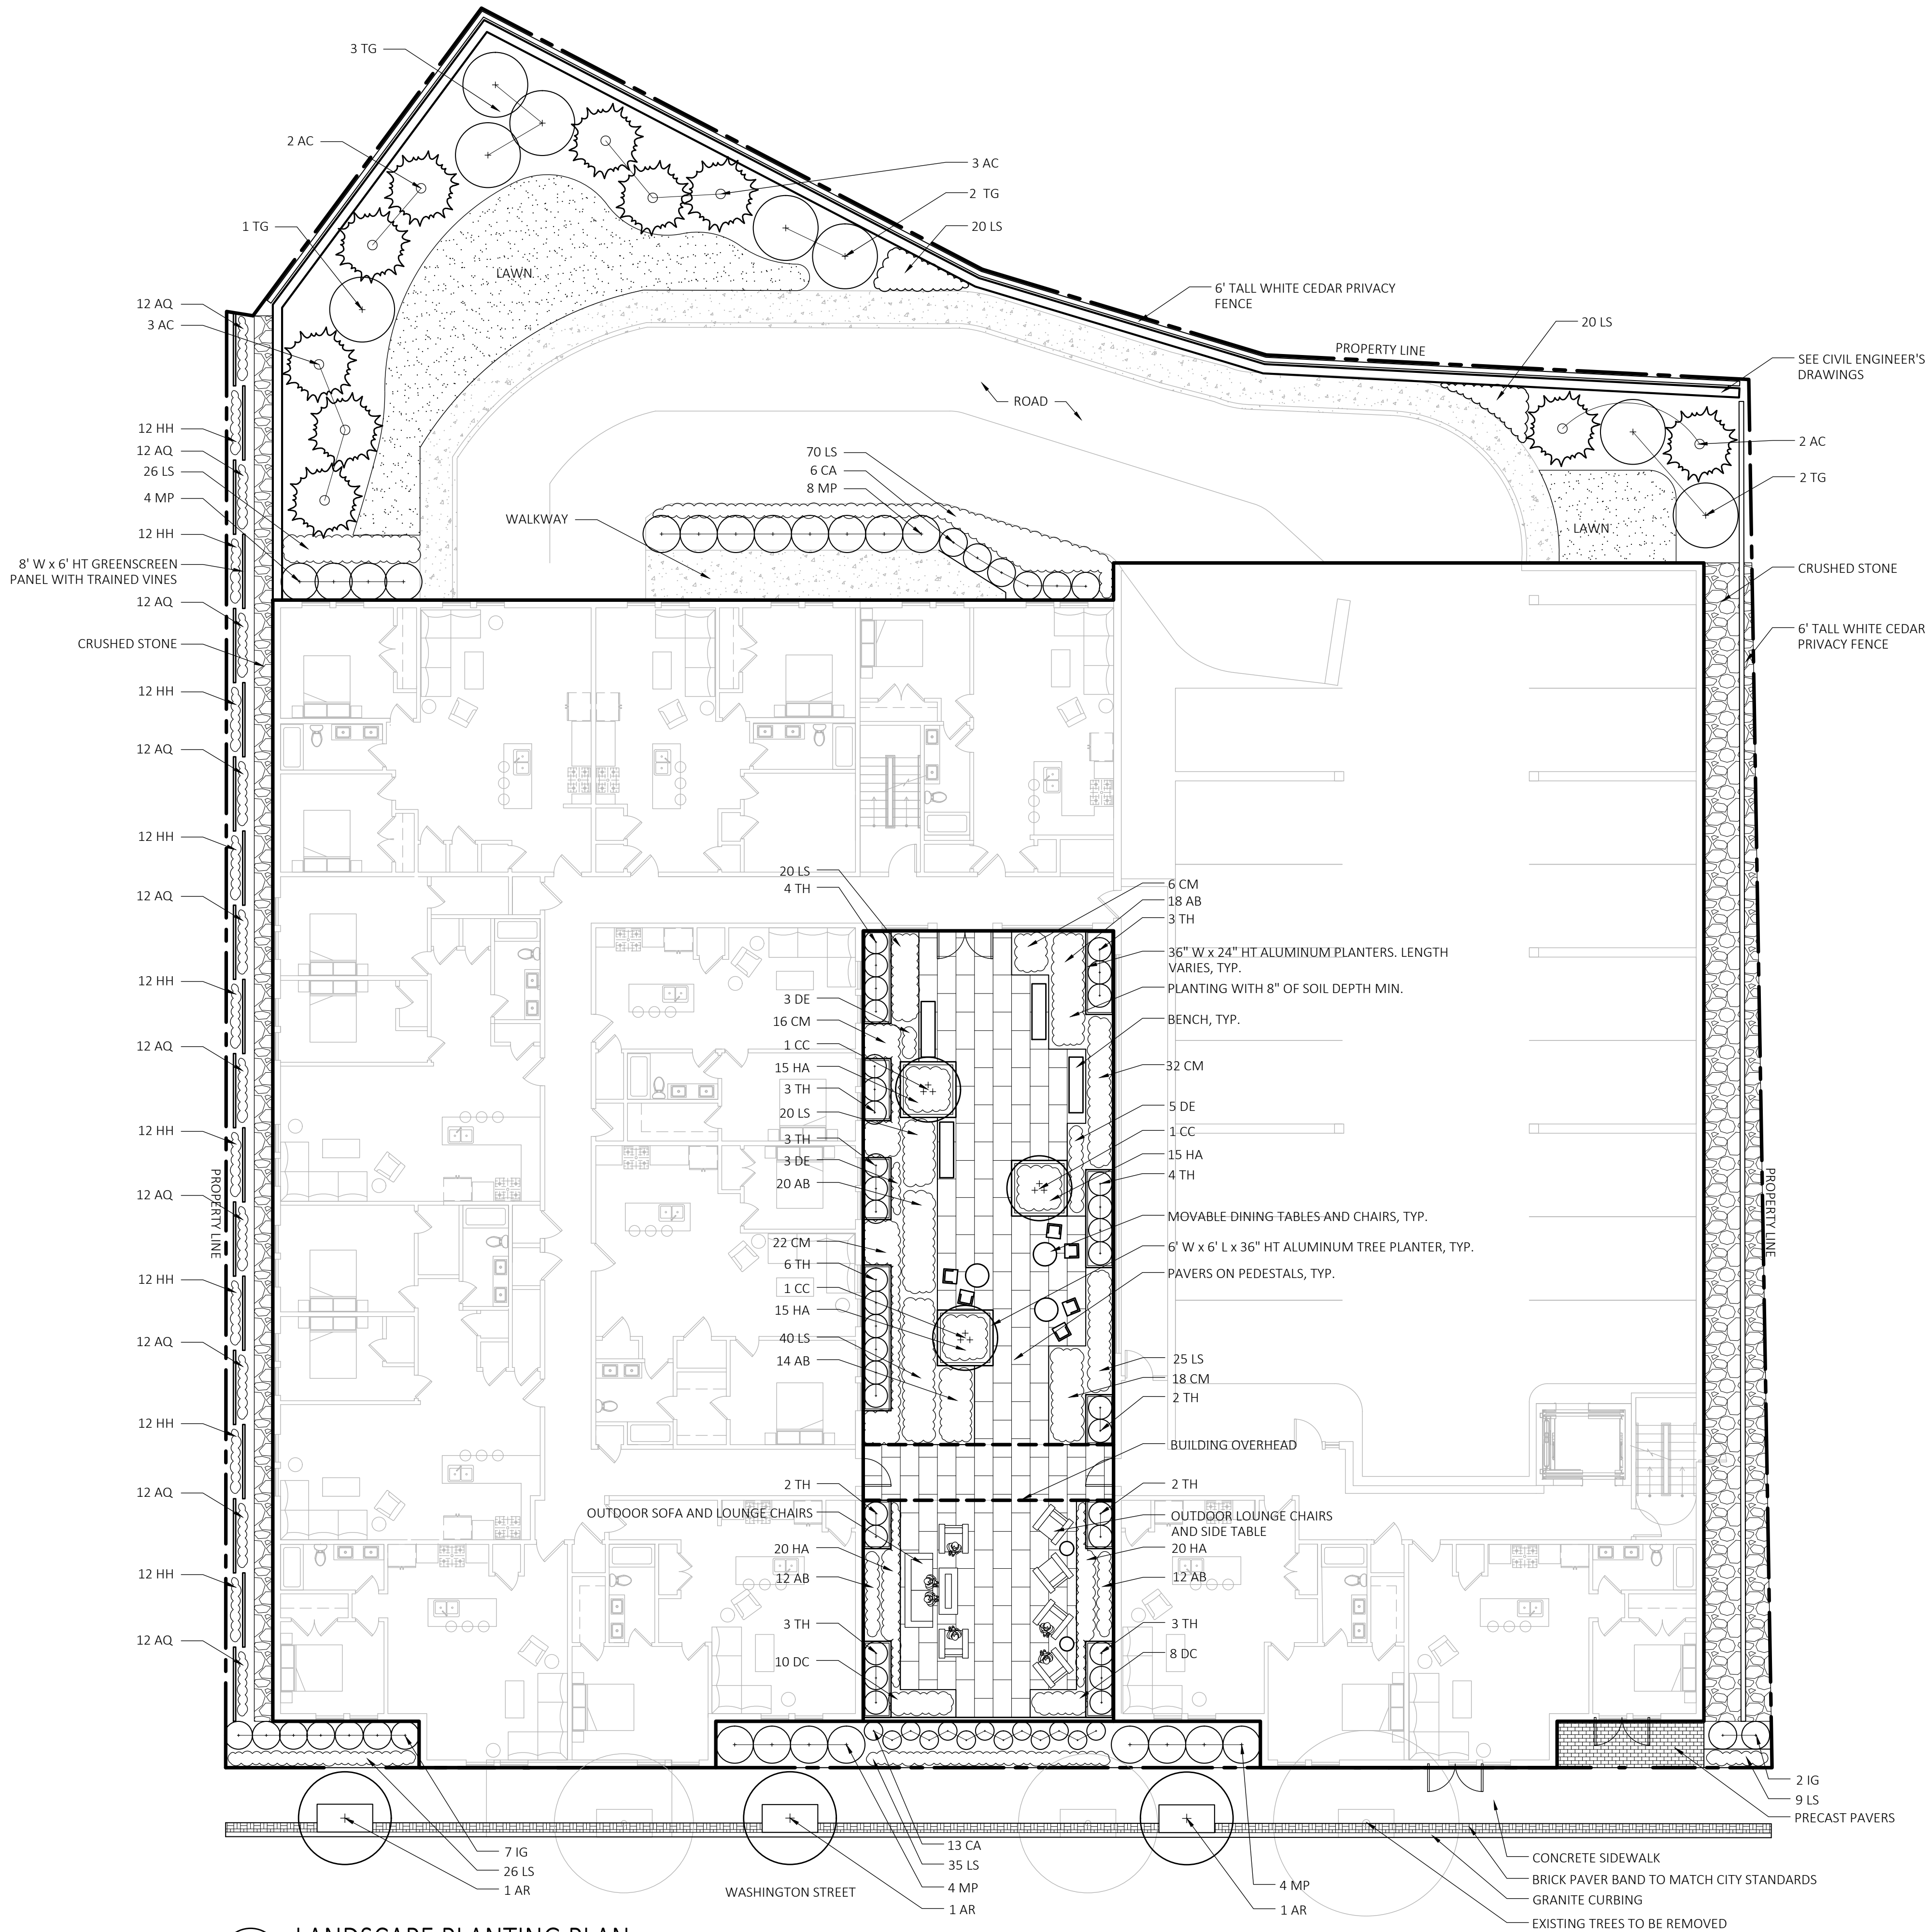 3 TG
2 AC
3 AC
2 TG
1 TG
20 LS
LAWN
6' TALL WHITE CEDAR PRIVACY
FENCE
12 AQ
3 AC
20 LS
PROPERTY LINE
SEE CIVIL ENGINEER'S
DRAWINGS
ROAD
12 HH
12 AQ
26 LS
4 MP
70 LS
6 CA
8 MP
2 AC
2 TG
WALKWAY
LAWN
12 HH
8' W x 6' HT GREENSCREEN
PANEL WITH TRAINED VINES
CRUSHED STONE
12 AQ
6' TALL WHITE CEDAR
PRIVACY FENCE
CRUSHED STONE
12 HH
12 AQ
12 HH
12 AQ
12 HH
12 AQ
12 HH
12 AQ
12 HH
12 AQ
12 HH
12 AQ
12 HH
12 AQ
PROPERTY LINE
20 LS
4 TH
3 DE
16 CM
1 CC
15 HA
3 TH
20 LS
3 TH
3 DE
20 AB
22 CM
6 TH
1 CC
15 HA
40 LS
14 AB
2 TH
OUTDOOR SOFA AND LOUNGE CHAIRS
20 HA
12 AB
3 TH
10 DC
6 CM
18 AB
3 TH
36" W x 24" HT ALUMINUM PLANTERS. LENGTH
VARIES, TYP.
PLANTING WITH 8" OF SOIL DEPTH MIN.
BENCH, TYP.
32 CM
5 DE
1 CC
15 HA
4 TH
MOVABLE DINING TABLES AND CHAIRS, TYP.
6' W x 6' L x 36" HT ALUMINUM TREE PLANTER, TYP.
PAVERS ON PEDESTALS, TYP.
25 LS
18 CM
2 TH
BUILDING OVERHEAD
2 TH
OUTDOOR LOUNGE CHAIRS
AND SIDE TABLE
20 HA
12 AB
3 TH
8 DC
PROPERTY LINE
2 IG
9 LS
PRECAST PAVERS
7 IG
26 LS
1 AR
WASHINGTON STREET
13 CA
35 LS
4 MP
1 AR
4 MP
1 AR
CONCRETE SIDEWALK
BRICK PAVER BAND TO MATCH CITY STANDARDS
GRANITE CURBING
EXISTING TREES TO BE REMOVED
LANDSCAPE PLANTING PLAN